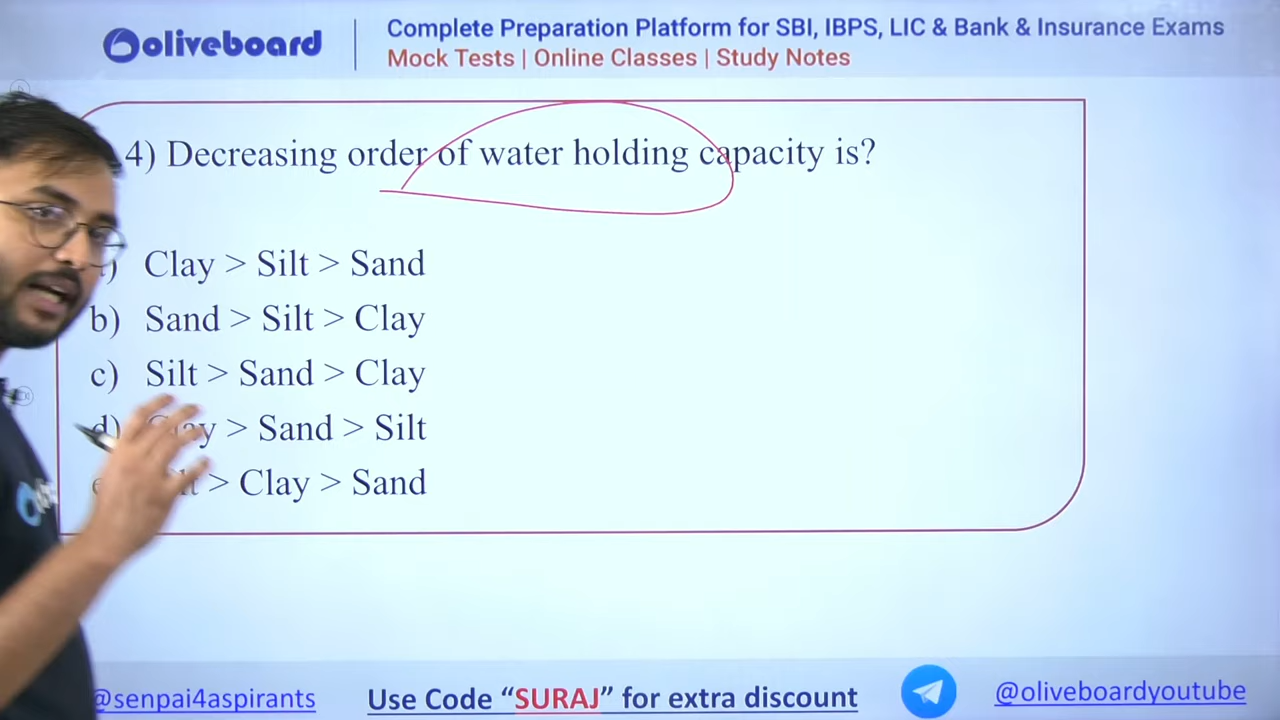 oliveboard
Complete Preparation Platform for SBI, IBPS, LIC & Bank & Insurance Exams
Mock Tests | Online Classes | Study Notes
4) Decreasing order of water holding capacity is?
Clay > Silt > Sand
b) Sand > Silt > Clay
c) Silt > Sand > Clay
d) > Sand > Silt
> Clay > Sand
@senpai4aspirants
Use Code “SURAJ” for extra discount
@oliveboardyoutube